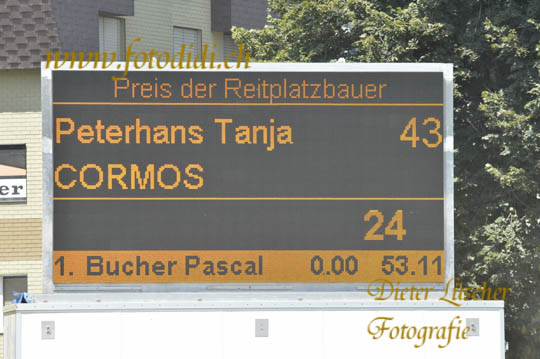 www.fotodidi.ch
Preis der Reitplatzbauer
Peterhans Tanja 43
CORMOS
24
1. Bucher Pascal 0.00 53.11
er
Dieter Lüscher
Fotografie